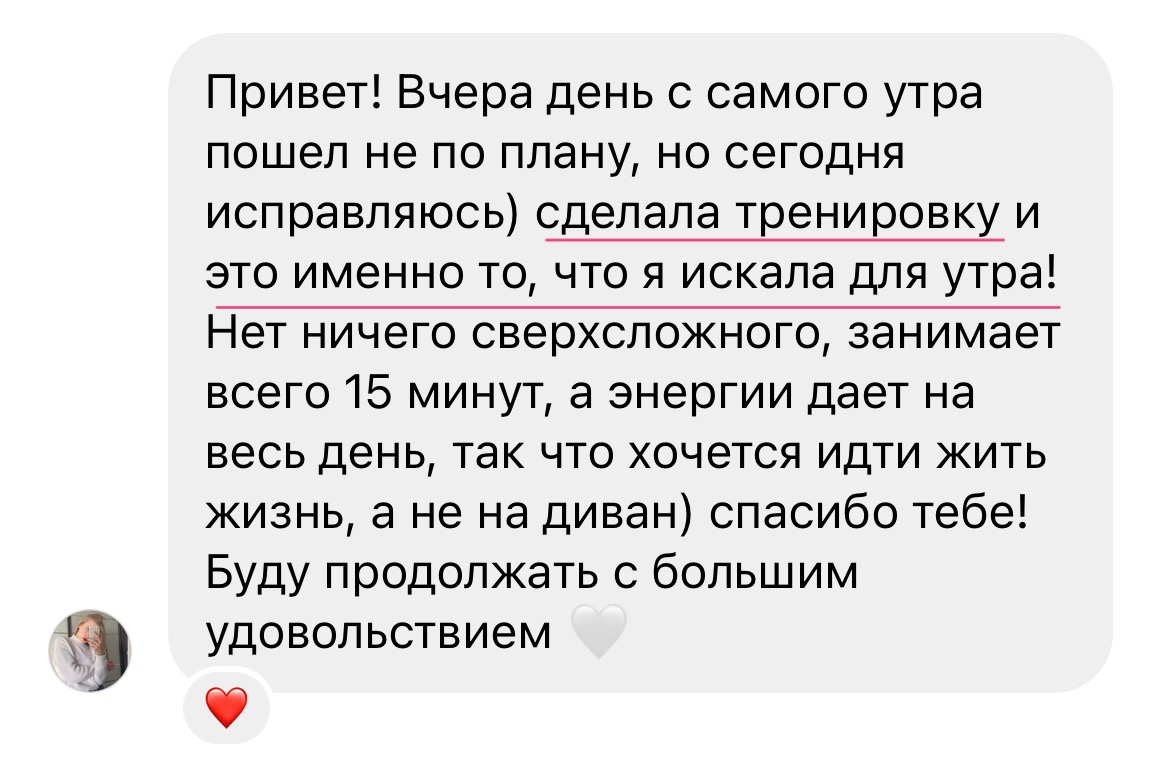 Привет! Вчера день с самого утра
пошел не по плану, но сегодня
исправляюсь) сделала тренировку и
это именно то, что я искала для утра!
Нет ничего сверхсложного, занимает
всего 15 минут, а энергии дает на
весь день, так что хочется идти жить
жизнь, а не на диван) спасибо тебе!
Буду продолжать с большим
удовольствием 🤍
❤️